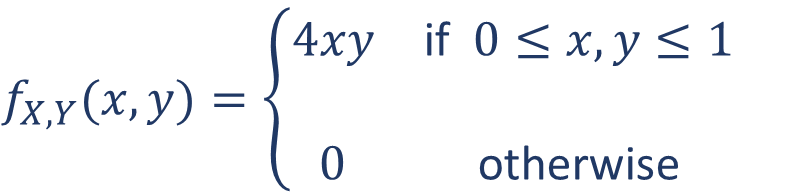 4xy if 0 ≤ x, y ≤ 1
f_{X,Y}(x, y) = {
0 otherwise